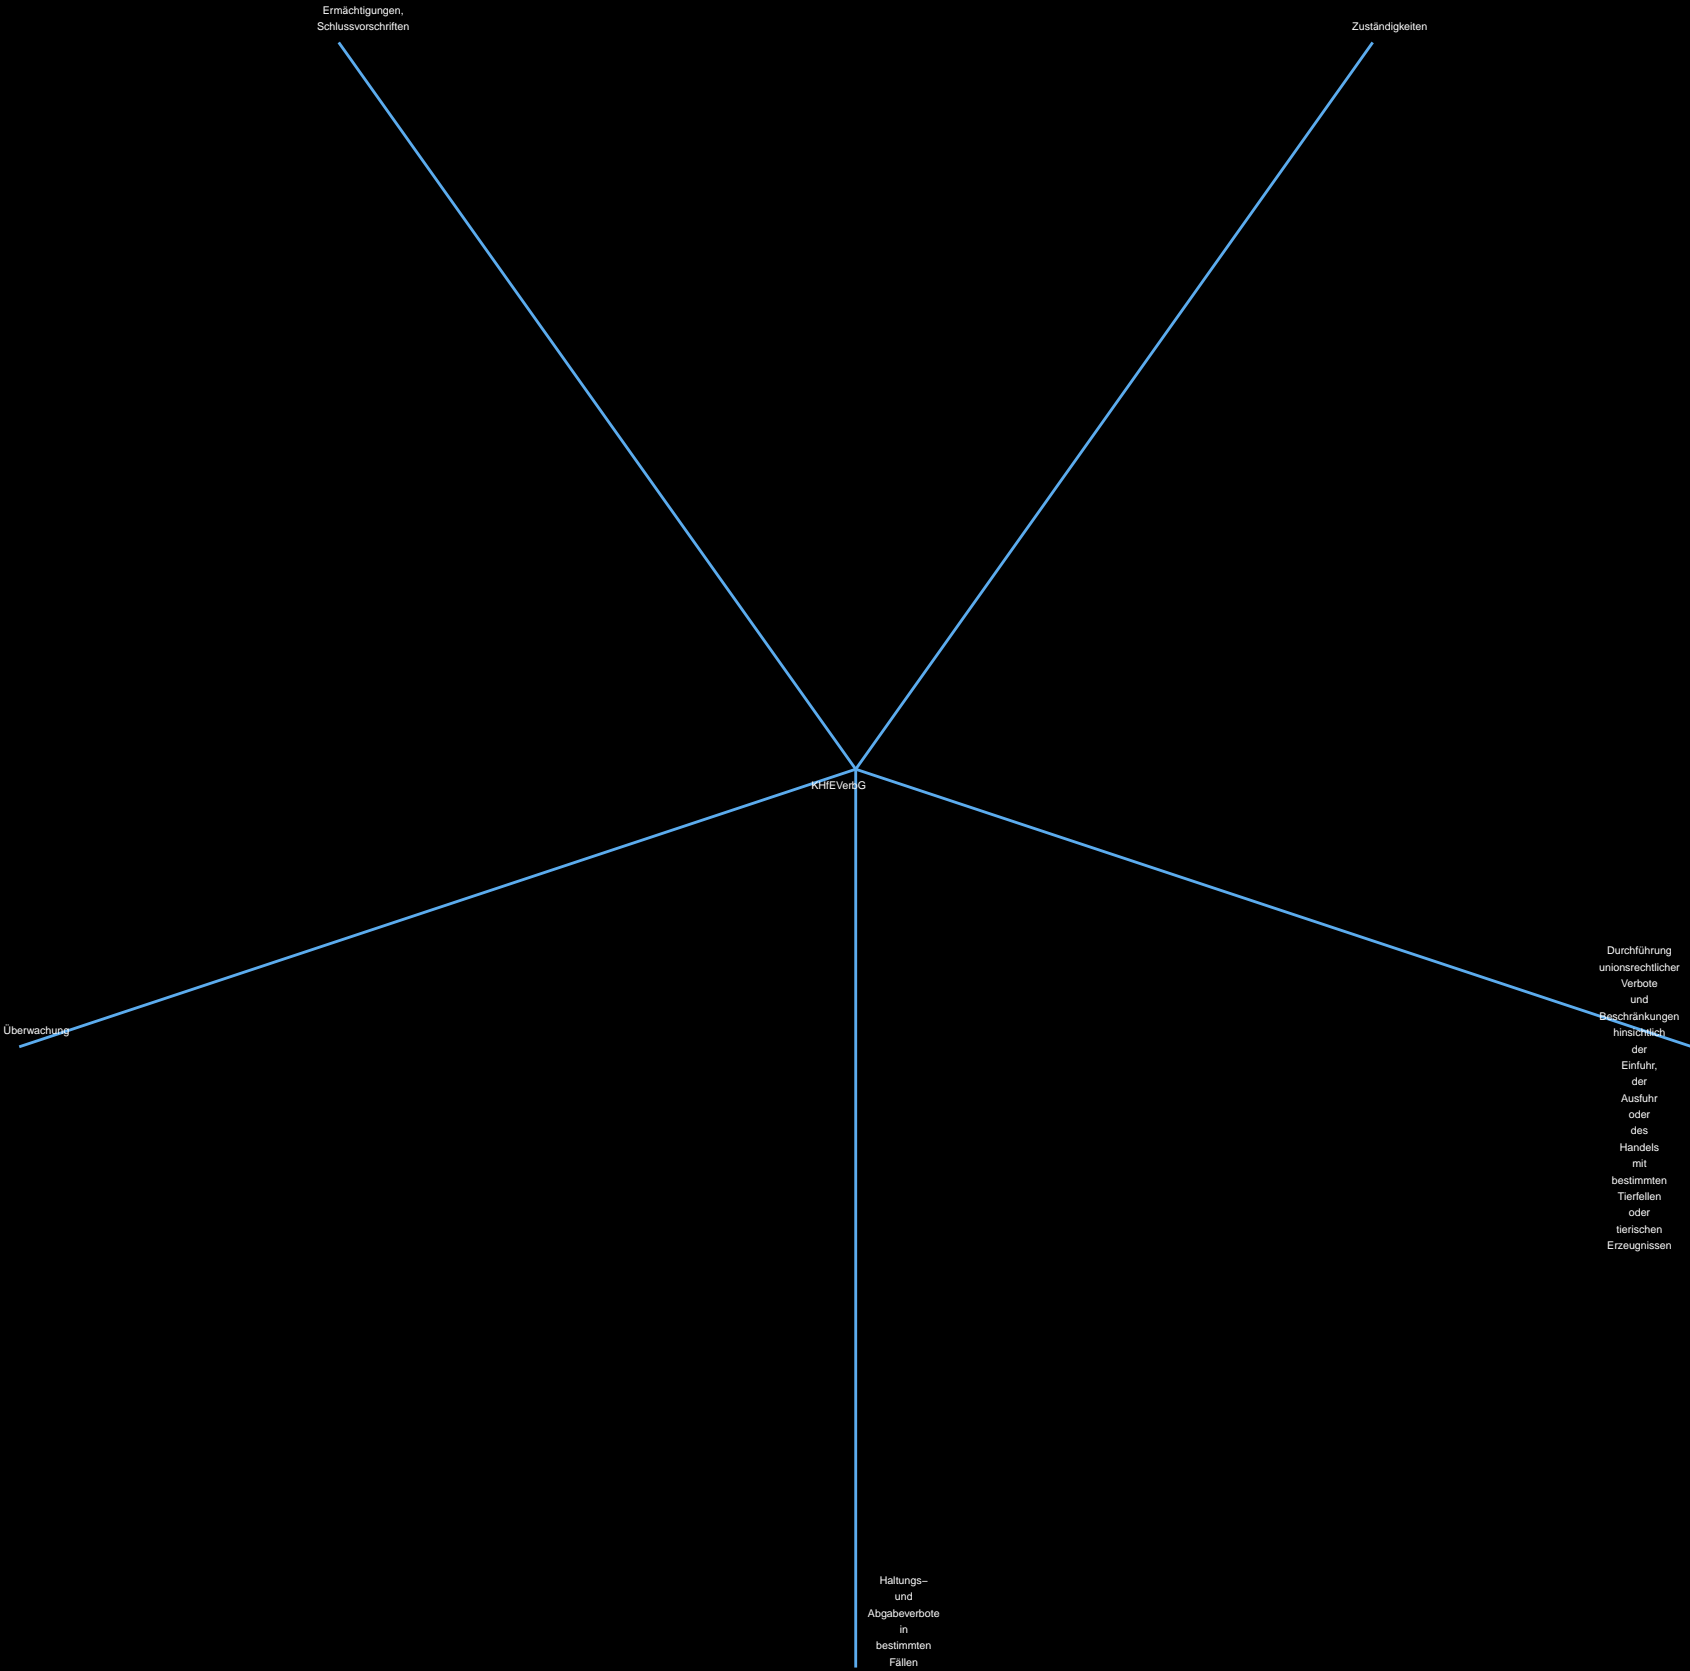 Ermächtigungen,
Schlussvorschriften
Zuständigkeiten
KHfEVerbG
Überwachung
Durchführung
unionsrechtlicher
Verbote
und
Beschränkungen
hinsichtlich
der
Einfuhr,
der
Ausfuhr
oder
des
Handels
mit
bestimmten
Tierfellen
oder
tierischen
Erzeugnissen
Haltungs–
und
Abgabeverbote
in
bestimmten
Fällen